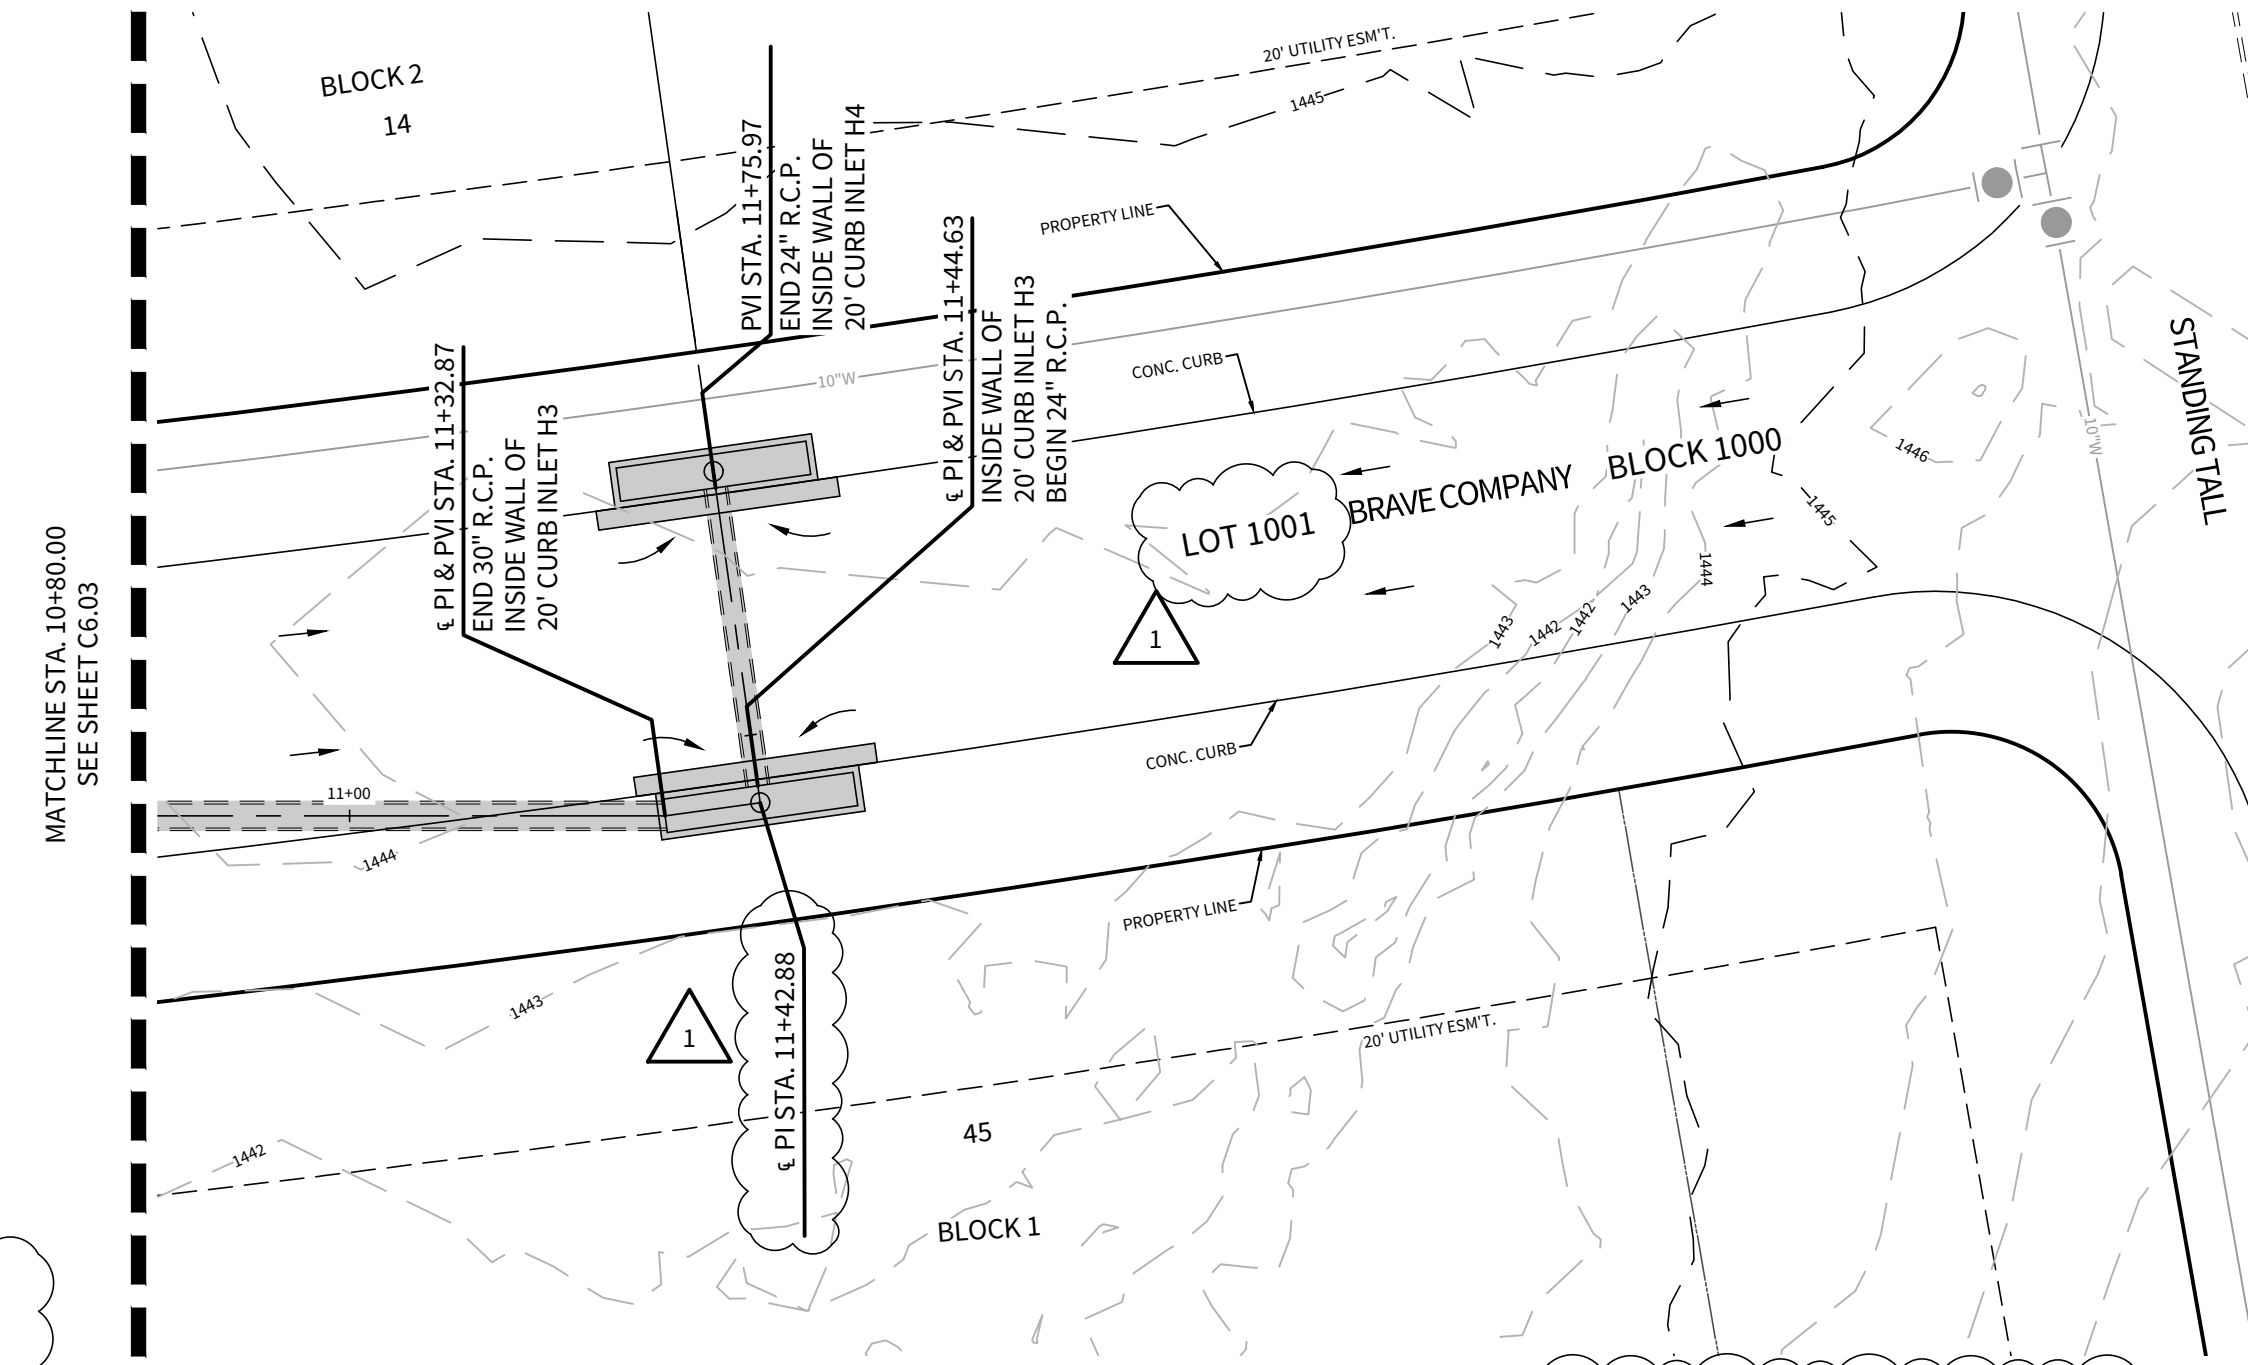 BLOCK 2
14
20' UTILITY ESM'T.
1445
PVI STA. 11+75.97
END 24" R.C.P.
INSIDE WALL OF
20' CURB INLET H4
PROPERTY LINE
℄ PI & PVI STA. 11+44.63
INSIDE WALL OF
20' CURB INLET H3
BEGIN 24" R.C.P.
℄ PI & PVI STA. 11+32.87
END 30" R.C.P.
INSIDE WALL OF
20' CURB INLET H3
10"W
CONC. CURB
STANDING TALL
10"W
1446
BLOCK 1000
BRAVE COMPANY
LOT 1001
1
1445
1444
1443
1442
1442
1443
MATCHLINE STA. 10+80.00
SEE SHEET C6.03
11+00
1444
CONC. CURB
PROPERTY LINE
1443
1
℄ PI STA. 11+42.88
20' UTILITY ESM'T.
45
1442
BLOCK 1